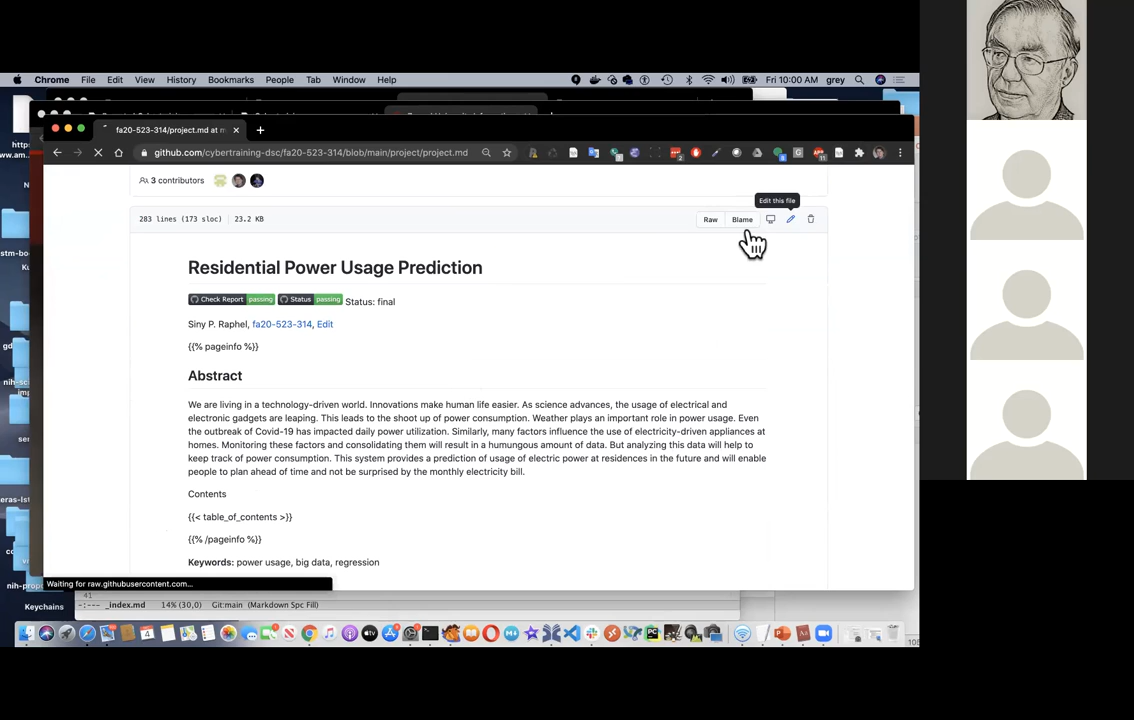 Chrome File Edit View History Bookmarks People Tab Window Help Fri 10:00 AM grey
fa20-523-314/project.md at m
github.com/cybertraining-dsc/fa20-523-314/blob/main/project/project.md
3 contributors
Edit this file
283 lines (173 sloc) 23.2 KB
Raw Blame
Residential Power Usage Prediction
Check Report passing Status passing Status: final
Siny P. Raphel, fa20-523-314, Edit
{{% pageinfo %}}
Abstract
We are living in a technology-driven world. Innovations make human life easier. As science advances, the usage of electrical and
electronic gadgets are leaping. This leads to the shoot up of power consumption. Weather plays an important role in power usage. Even
the outbreak of Covid-19 has impacted daily power utilization. Similarly, many factors influence the use of electricity-driven appliances at
homes. Monitoring these factors and consolidating them will result in a humungous amount of data. But analyzing this data will help to
keep track of power consumption. This system provides a prediction of usage of electric power at residences in the future and will enable
people to plan ahead of time and not be surprised by the monthly electricity bill.
Contents
{{< table_of_contents >}}
{{% /pageinfo %}}
Keywords: power usage, big data, regression
Waiting for raw.githubusercontent.com...
41
-:--- _index.md 14% (30,0) Git:main (Markdown Spc Fill)
Keychains